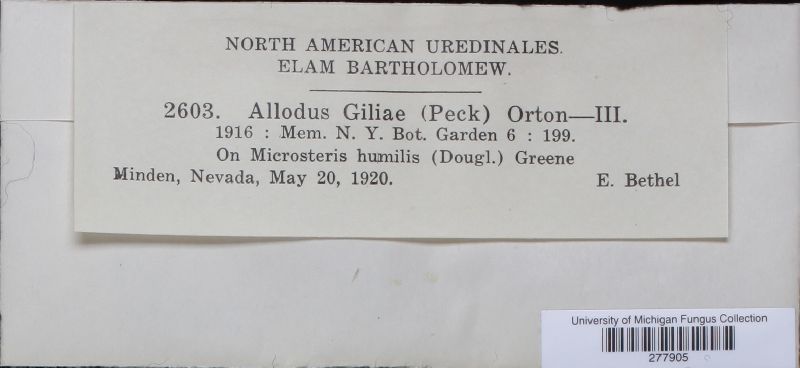 NORTH AMERICAN UREDINALES.
ELAM BARTHOLOMEW.
2603. Allodus Giliae (Peck) Orton—III.
1916 : Mem. N. Y. Bot. Garden 6 : 199.
On Microsteris humilis (Dougl.) Greene
Minden, Nevada, May 20, 1920. E. Bethel
University of Michigan Fungus Collection
277905